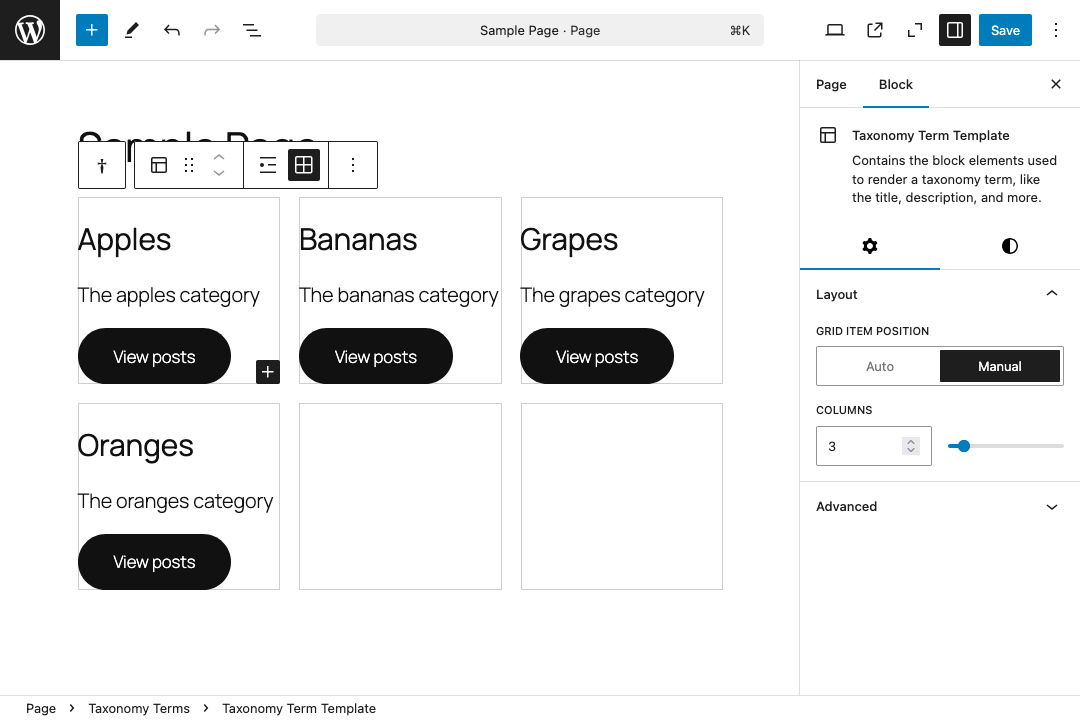 Sample Page · Page
⌘K
Save
Sample Page
Page
Block
Taxonomy Term Template
Contains the block elements used
to render a taxonomy term, like
the title, description, and more.
Apples
Bananas
Grapes
The apples category
The bananas category
The grapes category
View posts
View posts
View posts
Oranges
The oranges category
View posts
Layout
GRID ITEM POSITION
Auto
Manual
COLUMNS
3
Advanced
Page
Taxonomy Terms
Taxonomy Term Template